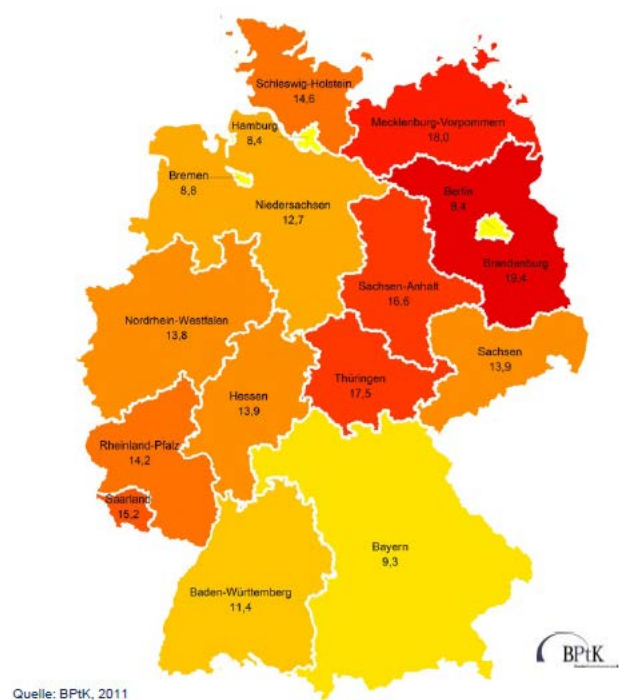 Schleswig-Holstein
14,6
Hamburg
8,4
Mecklenburg-Vorpommern
18,0
Bremen
8,8
Niedersachsen
12,7
Berlin
9,4
Brandenburg
19,4
Sachsen-Anhalt
16,6
Nordrhein-Westfalen
13,8
Sachsen
13,9
Hessen
13,9
Thüringen
17,5
Rheinland-Pfalz
14,2
Saarland
15,2
Bayern
9,3
Baden-Württemberg
11,4
BPtK
Quelle: BPtK, 2011